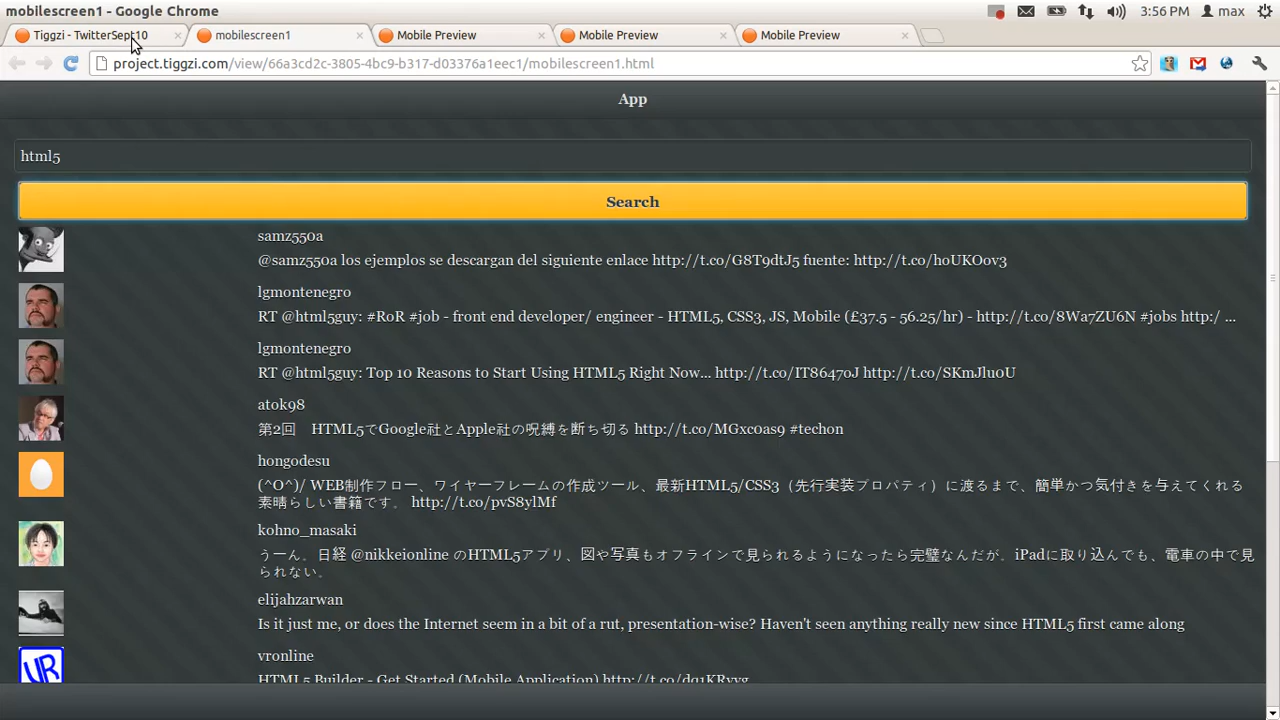 mobilescreen1 - Google Chrome
3:56 PM max
Tiggzi - TwitterSept10 mobilescreen1 Mobile Preview Mobile Preview Mobile Preview
project.tiggzi.com/view/66a3cd2c-3805-4bc9-b317-d03376a1eec1/mobilescreen1.html
App
html5
Search
samz550a
@samz550a los ejemplos se descargan del siguiente enlace http://t.co/G8T9dtJ5 fuente: http://t.co/hoUKOov3
lgmontenegro
RT @html5guy: #RoR #job - front end developer/ engineer - HTML5, CSS3, JS, Mobile (£37.5 - 56.25/hr) - http://t.co/8Wa7ZU6N #jobs http:/ ...
lgmontenegro
RT @html5guy: Top 10 Reasons to Start Using HTML5 Right Now... http://t.co/IT8647oJ http://t.co/SKmJluoU
atok98
第2回　HTML5でGoogle社とApple社の呪縛を断ち切る http://t.co/MGx0as9 #techon
hongodesu
(^O^)/ WEB制作フロー、ワイヤーフレームの作成ツール、最新HTML5/CSS3（先行実装プロパティ）に渡るまで、簡単かつ気付きを与えてくれる
素晴らしい書籍です。 http://t.co/pvS8ylMf
kohno_masaki
うーん。日経 @nikkeionline のHTML5アプリ、図や写真もオフラインで見られるようになったら完璧なんだが。iPadに取り込んでも、電車の中で見
られない。
elijahzarwan
Is it just me, or does the Internet seem in a bit of a rut, presentation-wise? Haven't seen anything really new since HTML5 first came along
UR
vronline
HTML5 Builder - Get Started (Mobile Application) http://t.co/dq1KRyvg